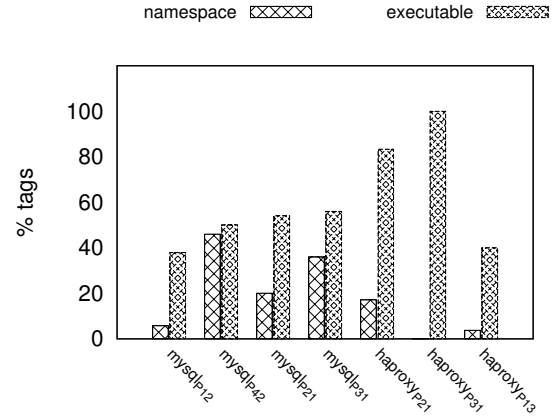 namespace executable
100
80
60
40
20
0
% tags
mysqlP12 mysqlP42 mysqlP21 mysqlP31 haproxyP21 haproxyP31 haproxyP13